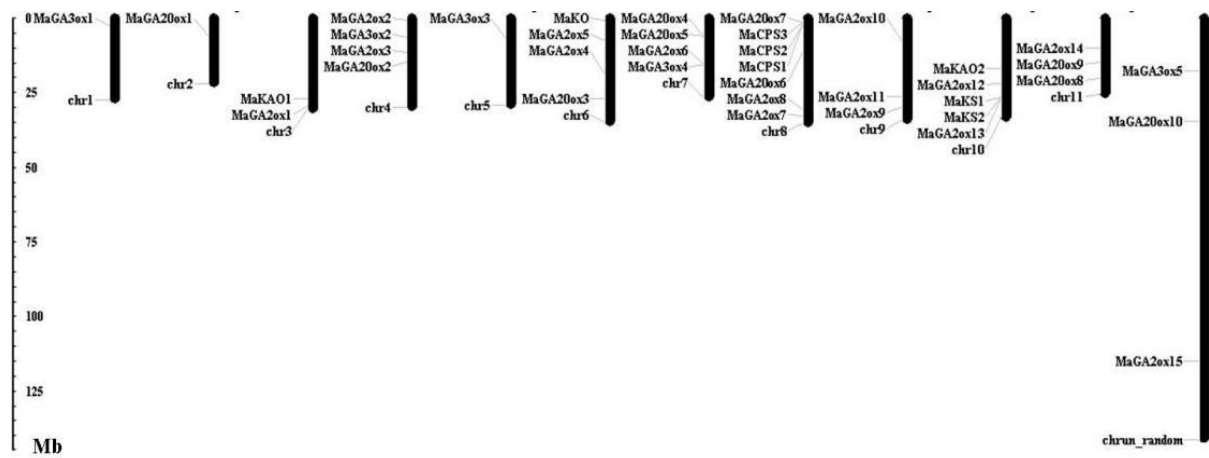 0
25
50
75
100
125
Mb
MaGA3ox1
chr1
MaGA20ox1
chr2
MaKAO1
MaGA2ox1
chr3
MaGA2ox2
MaGA3ox2
MaGA2ox3
MaGA20ox2
chr4
MaGA3ox3
chr5
MaKO
MaGA2ox5
MaGA2ox4
MaGA20ox3
chr6
MaGA20ox4
MaGA20ox5
MaGA2ox6
MaGA3ox4
chr7
MaGA20ox7
MaCPS3
MaCPS2
MaCPS1
MaGA20ox6
MaGA2ox8
MaGA2ox7
chr8
MaGA2ox10
MaGA2ox11
MaGA2ox9
chr9
MaKAO2
MaGA2ox12
MaKS1
MaKS2
MaGA2ox13
chr10
MaGA2ox14
MaGA20ox9
MaGA20ox8
chr11
MaGA3ox5
MaGA20ox10
MaGA2ox15
chrun_random